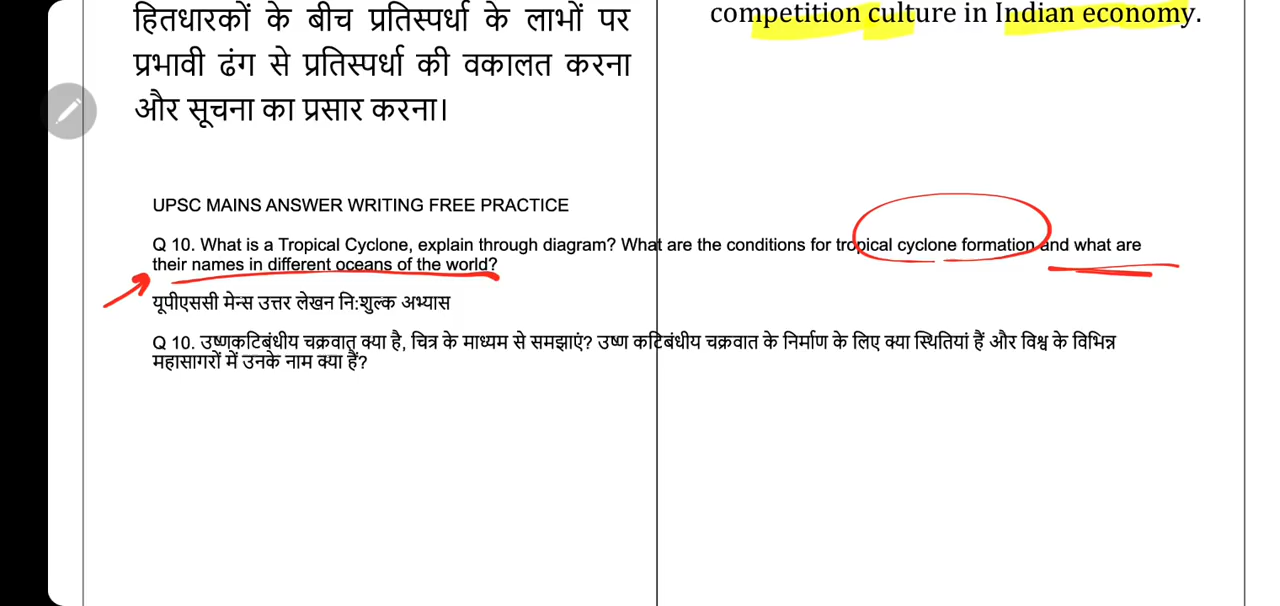 हितधारकों के बीच प्रतिस्पर्धा के लाभों पर
प्रभावी ढंग से प्रतिस्पर्धा की वकालत करना
और सूचना का प्रसार करना।
competition culture in Indian economy.
UPSC MAINS ANSWER WRITING FREE PRACTICE
Q 10. What is a Tropical Cyclone, explain through diagram? What are the conditions for tropical cyclone formation and what are
their names in different oceans of the world?
यूपीएससी मेन्स उत्तर लेखन नि:शुल्क अभ्यास
Q 10. उष्णकटिबंधीय चक्रवात क्या है, चित्र के माध्यम से समझाएं? उष्ण कटिबंधीय चक्रवात के निर्माण के लिए क्या स्थितियां हैं और विश्व के विभिन्न
महासागरों में उनके नाम क्या हैं?